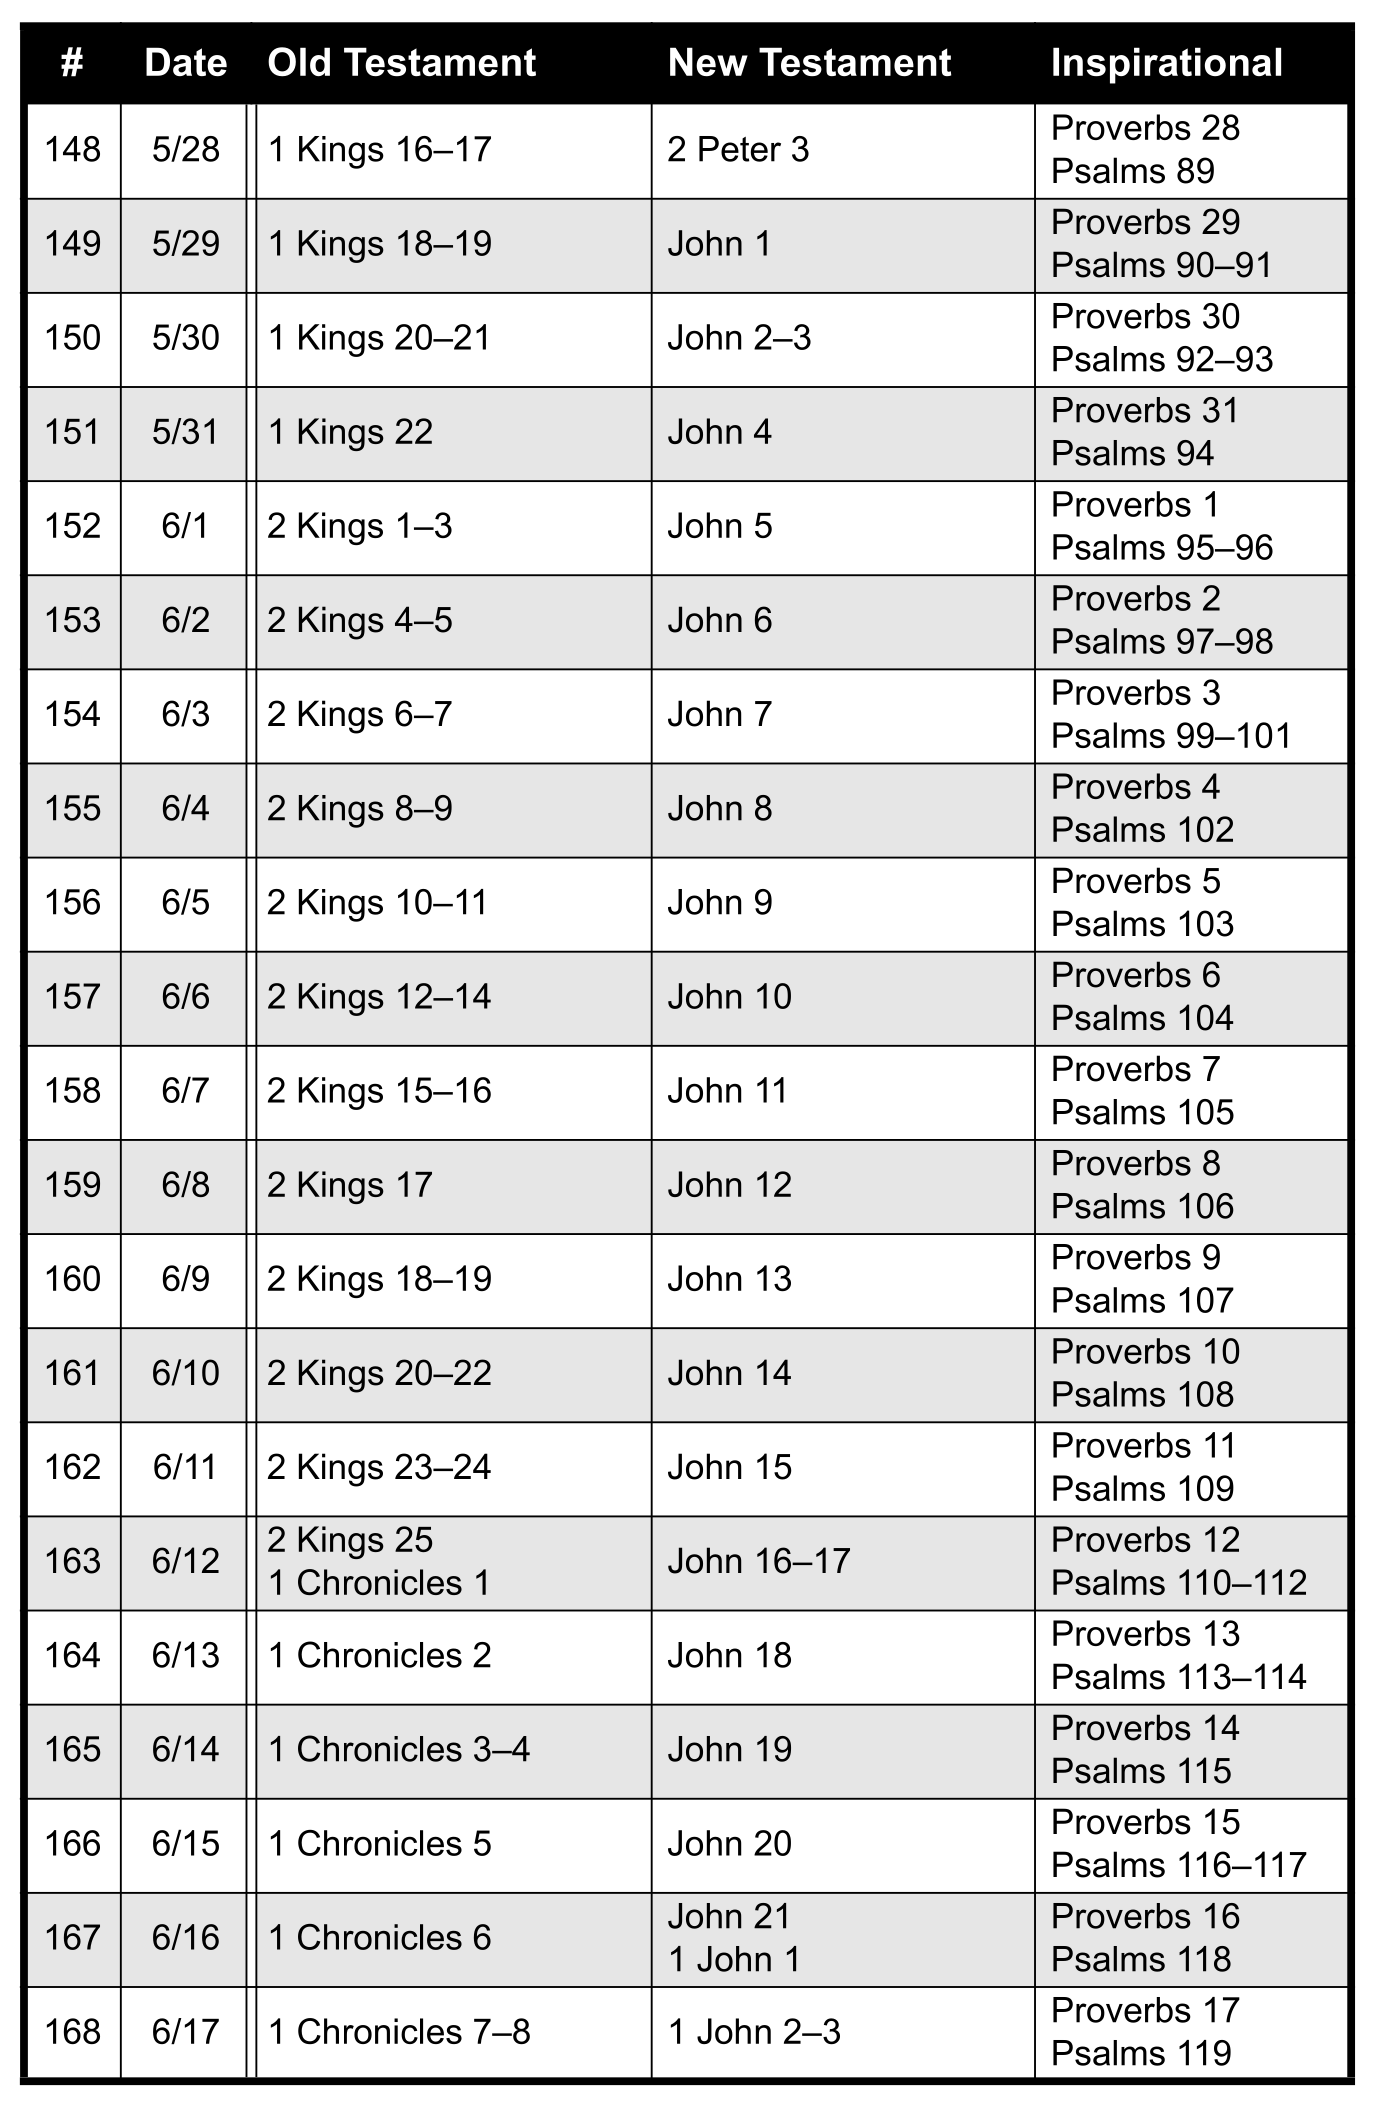 # Date Old Testament New Testament Inspirational
148 5/28 1 Kings 16–17 2 Peter 3 Proverbs 28
Psalms 89
149 5/29 1 Kings 18–19 John 1 Proverbs 29
Psalms 90–91
150 5/30 1 Kings 20–21 John 2–3 Proverbs 30
Psalms 92–93
151 5/31 1 Kings 22 John 4 Proverbs 31
Psalms 94
152 6/1 2 Kings 1–3 John 5 Proverbs 1
Psalms 95–96
153 6/2 2 Kings 4–5 John 6 Proverbs 2
Psalms 97–98
154 6/3 2 Kings 6–7 John 7 Proverbs 3
Psalms 99–101
155 6/4 2 Kings 8–9 John 8 Proverbs 4
Psalms 102
156 6/5 2 Kings 10–11 John 9 Proverbs 5
Psalms 103
157 6/6 2 Kings 12–14 John 10 Proverbs 6
Psalms 104
158 6/7 2 Kings 15–16 John 11 Proverbs 7
Psalms 105
159 6/8 2 Kings 17 John 12 Proverbs 8
Psalms 106
160 6/9 2 Kings 18–19 John 13 Proverbs 9
Psalms 107
161 6/10 2 Kings 20–22 John 14 Proverbs 10
Psalms 108
162 6/11 2 Kings 23–24 John 15 Proverbs 11
Psalms 109
163 6/12 2 Kings 25 John 16–17 Proverbs 12
1 Chronicles 1 Psalms 110–112
164 6/13 1 Chronicles 2 John 18 Proverbs 13
Psalms 113–114
165 6/14 1 Chronicles 3–4 John 19 Proverbs 14
Psalms 115
166 6/15 1 Chronicles 5 John 20 Proverbs 15
Psalms 116–117
167 6/16 1 Chronicles 6 John 21 Proverbs 16
1 John 1 Psalms 118
168 6/17 1 Chronicles 7–8 1 John 2–3 Proverbs 17
Psalms 119